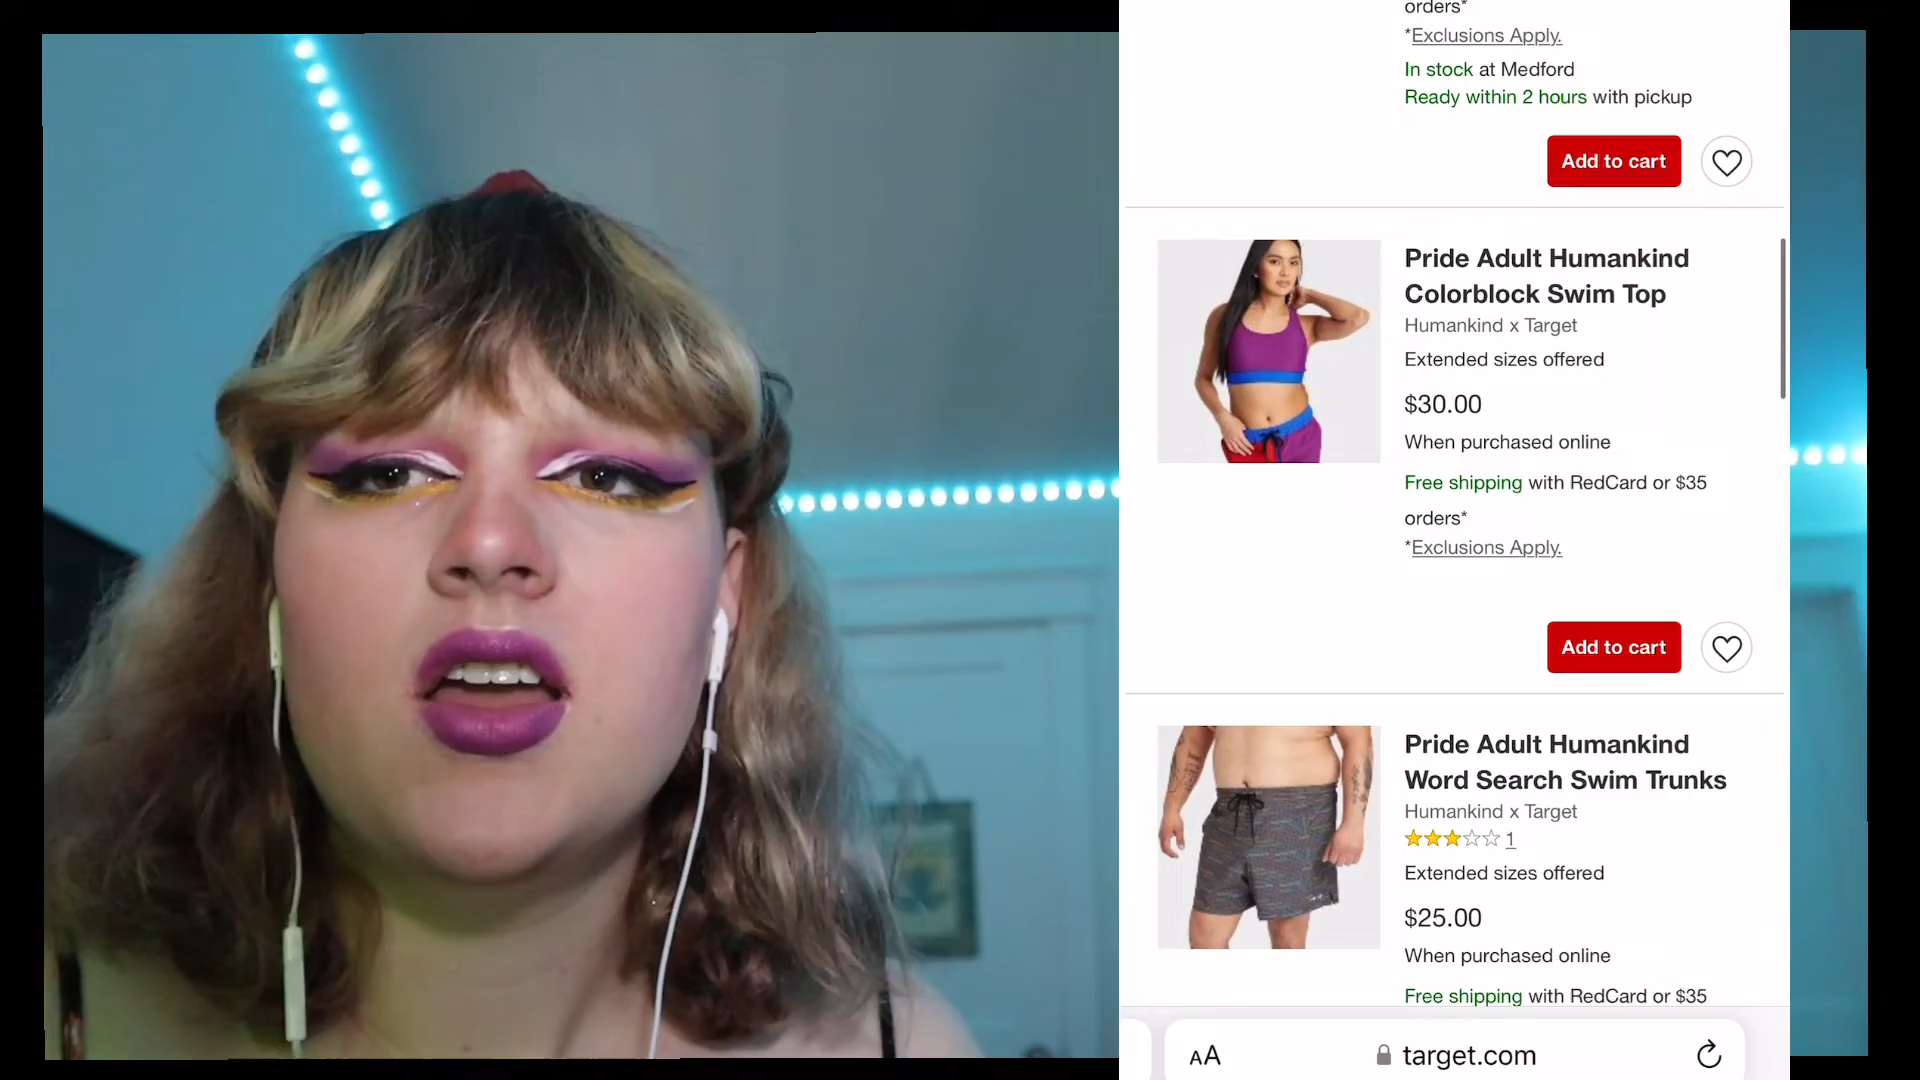 orders*
*Exclusions Apply.
In stock at Medford
Ready within 2 hours with pickup
Add to cart
Pride Adult Humankind
Colorblock Swim Top
Humankind x Target
Extended sizes offered
$30.00
When purchased online
Free shipping with RedCard or $35
orders*
*Exclusions Apply.
Add to cart
Pride Adult Humankind
Word Search Swim Trunks
Humankind x Target
1
Extended sizes offered
$25.00
When purchased online
Free shipping with RedCard or $35
AA
target.com